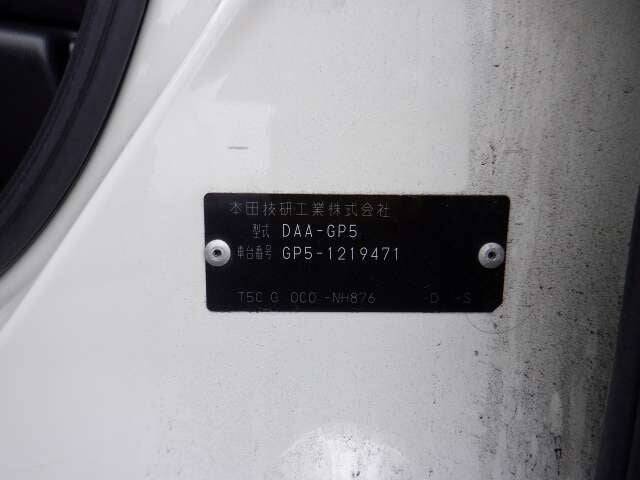 本田技研工業株式会社
型式 DAA-GP5
車台番号 GP5-1219471
T5C G 0C0 -NH876 -D -S